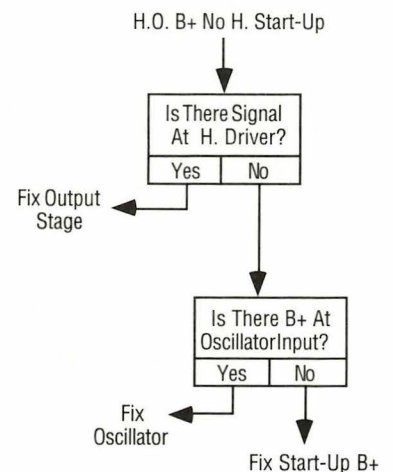 H.O. B+ No H. Start-Up
Is There Signal
At H. Driver?
Yes
No
Fix Output
Stage
Is There B+ At
OscillatorInput?
Yes
No
Fix
Oscillator
Fix Start-Up B+